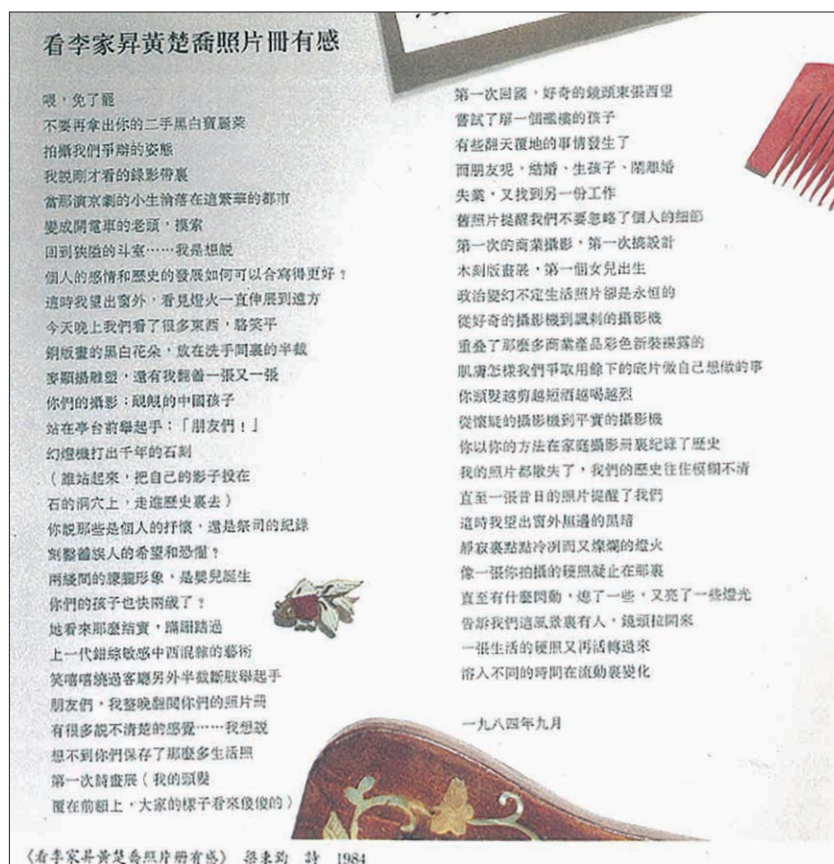 看李家昇黃楚喬照片冊有感
喂,免了罷
不要再拿出你的二手黑白寶麗萊
拍攝我們爭辯的姿態
我説剛才看的錄影帶裏
當那演京劇的小生淪落在這繁華的都市
變成開電車的老頭,摸索
回到狹隘的斗室……我是想説
個人的感情和歷史的發展如何可以合寫得更好?
這時我望出窗外,看見燈火一直伸展到遠方
今天晚上我們看了很多東西,駱笑平
銅版畫的黑白花朵,放在洗手間裏的半截
麥顯揚雕塑,還有我翻着一張又一張
你們的攝影:靦覥的中國孩子
站在亭台前舉起手:「朋友們!」
幻燈機打出千年的石刻
(誰站起來,把自己的影子投在
石的洞穴上,走進歷史裏去)
你説那些是個人的抒懷,還是祭司的紀錄
刻鑿着族人的希望和恐懼?
兩綫間的朦朧形象,是嬰兒誕生
你們的孩子也快兩歲了?
她看來那麼結實,蹣跚踏過
上一代錯綜敏感中西混雜的藝術
笑嘻嘻繞過客廳另外半截斷肢舉起手
朋友們,我整晚翻閱你們的照片冊
有很多説不清楚的感覺……我想説
想不到你們保存了那麼多生活照
第一次詩畫展(我的頭髮
覆在前額上,大家的樣子看來傻傻的)
第一次回國,好奇的鏡頭東張西望
嘗試了解一個襤褸的孩子
有些翻天覆地的事情發生了
而朋友呢,結婚、生孩子、鬧離婚
失業,又找到另一份工作
舊照片提醒我們不要忽略了個人的細節
第一次的商業攝影,第一次搞設計
木刻版畫展,第一個女兒出生
政治變幻不定生活照片卻是永恒的
從好奇的攝影機到諷刺的攝影機
重叠了那麼多商業產品彩色新裝裸露的
肌膚怎樣我們爭取用餘下的底片做自己想做的事
你頭髮越剪越短酒越喝越烈
從懷疑的攝影機到平實的攝影機
你以你的方法在家庭攝影冊裏紀錄了歷史
我的照片都散失了,我們的歷史往往模糊不清
直至一張昔日的照片提醒了我們
這時我望出窗外無邊的黑暗
靜寂裏點點冷冽而又燦爛的燈火
像一張你拍攝的硬照凝止在那裏
直至有什麼閃動,熄了一些,又亮了一些燈光
告訴我們這風景裏有人,鏡頭拉開來
一張生活的硬照又再活轉過來
溶入不同的時間在流動裏變化
一九八四年九月
《看李家昇黃楚喬照片册有感》 梁秉鈞 詩 1984